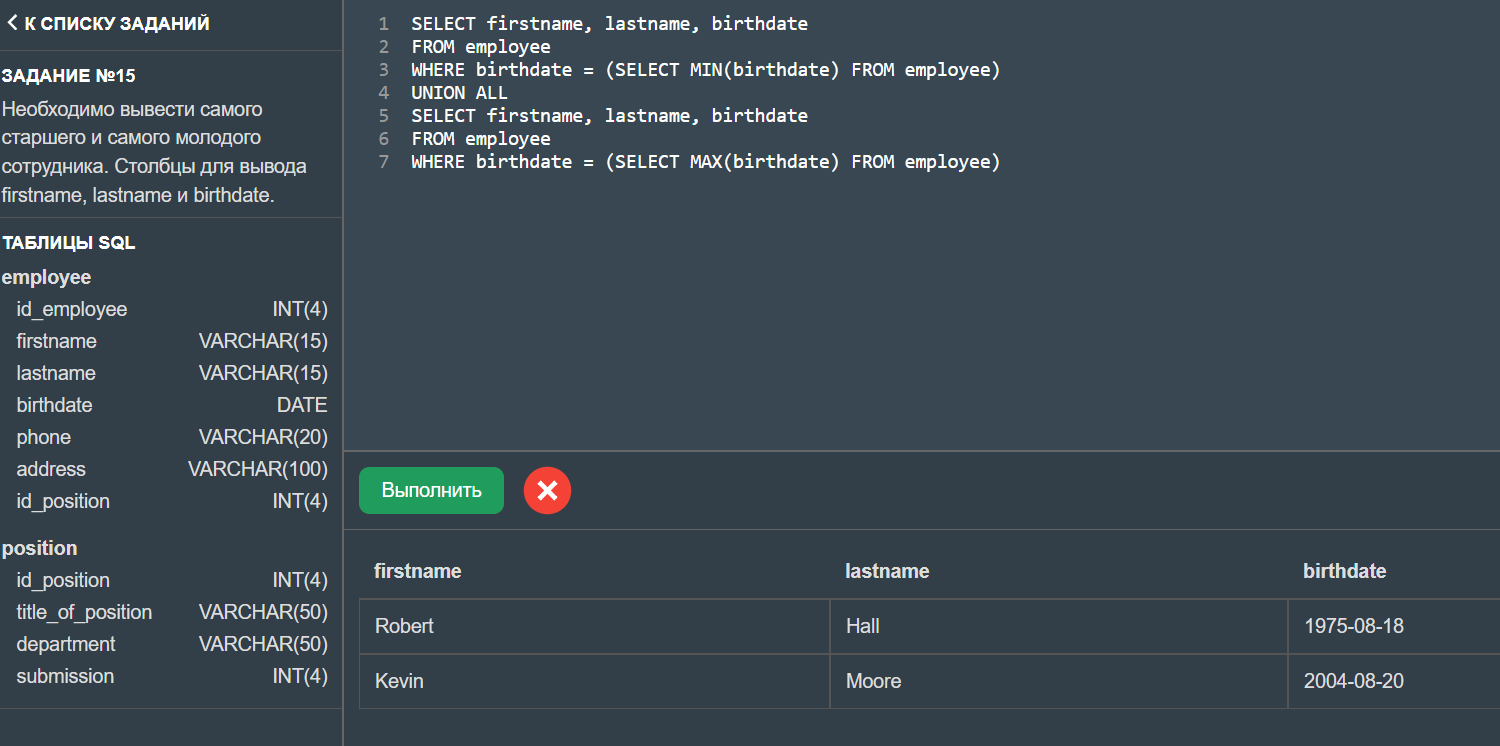 К СПИСКУ ЗАДАНИЙ
ЗАДАНИЕ №15
Необходимо вывести самого
старшего и самого молодого
сотрудника. Столбцы для вывода
firstname, lastname и birthdate.
ТАБЛИЦЫ SQL
employee
id_employee INT(4)
firstname VARCHAR(15)
lastname VARCHAR(15)
birthdate DATE
phone VARCHAR(20)
address VARCHAR(100)
id_position INT(4)
position
id_position INT(4)
title_of_position VARCHAR(50)
department VARCHAR(50)
submission INT(4)
1 SELECT firstname, lastname, birthdate
2 FROM employee
3 WHERE birthdate = (SELECT MIN(birthdate) FROM employee)
4 UNION ALL
5 SELECT firstname, lastname, birthdate
6 FROM employee
7 WHERE birthdate = (SELECT MAX(birthdate) FROM employee)
Выполнить
firstname lastname birthdate
Robert Hall 1975-08-18
Kevin Moore 2004-08-20